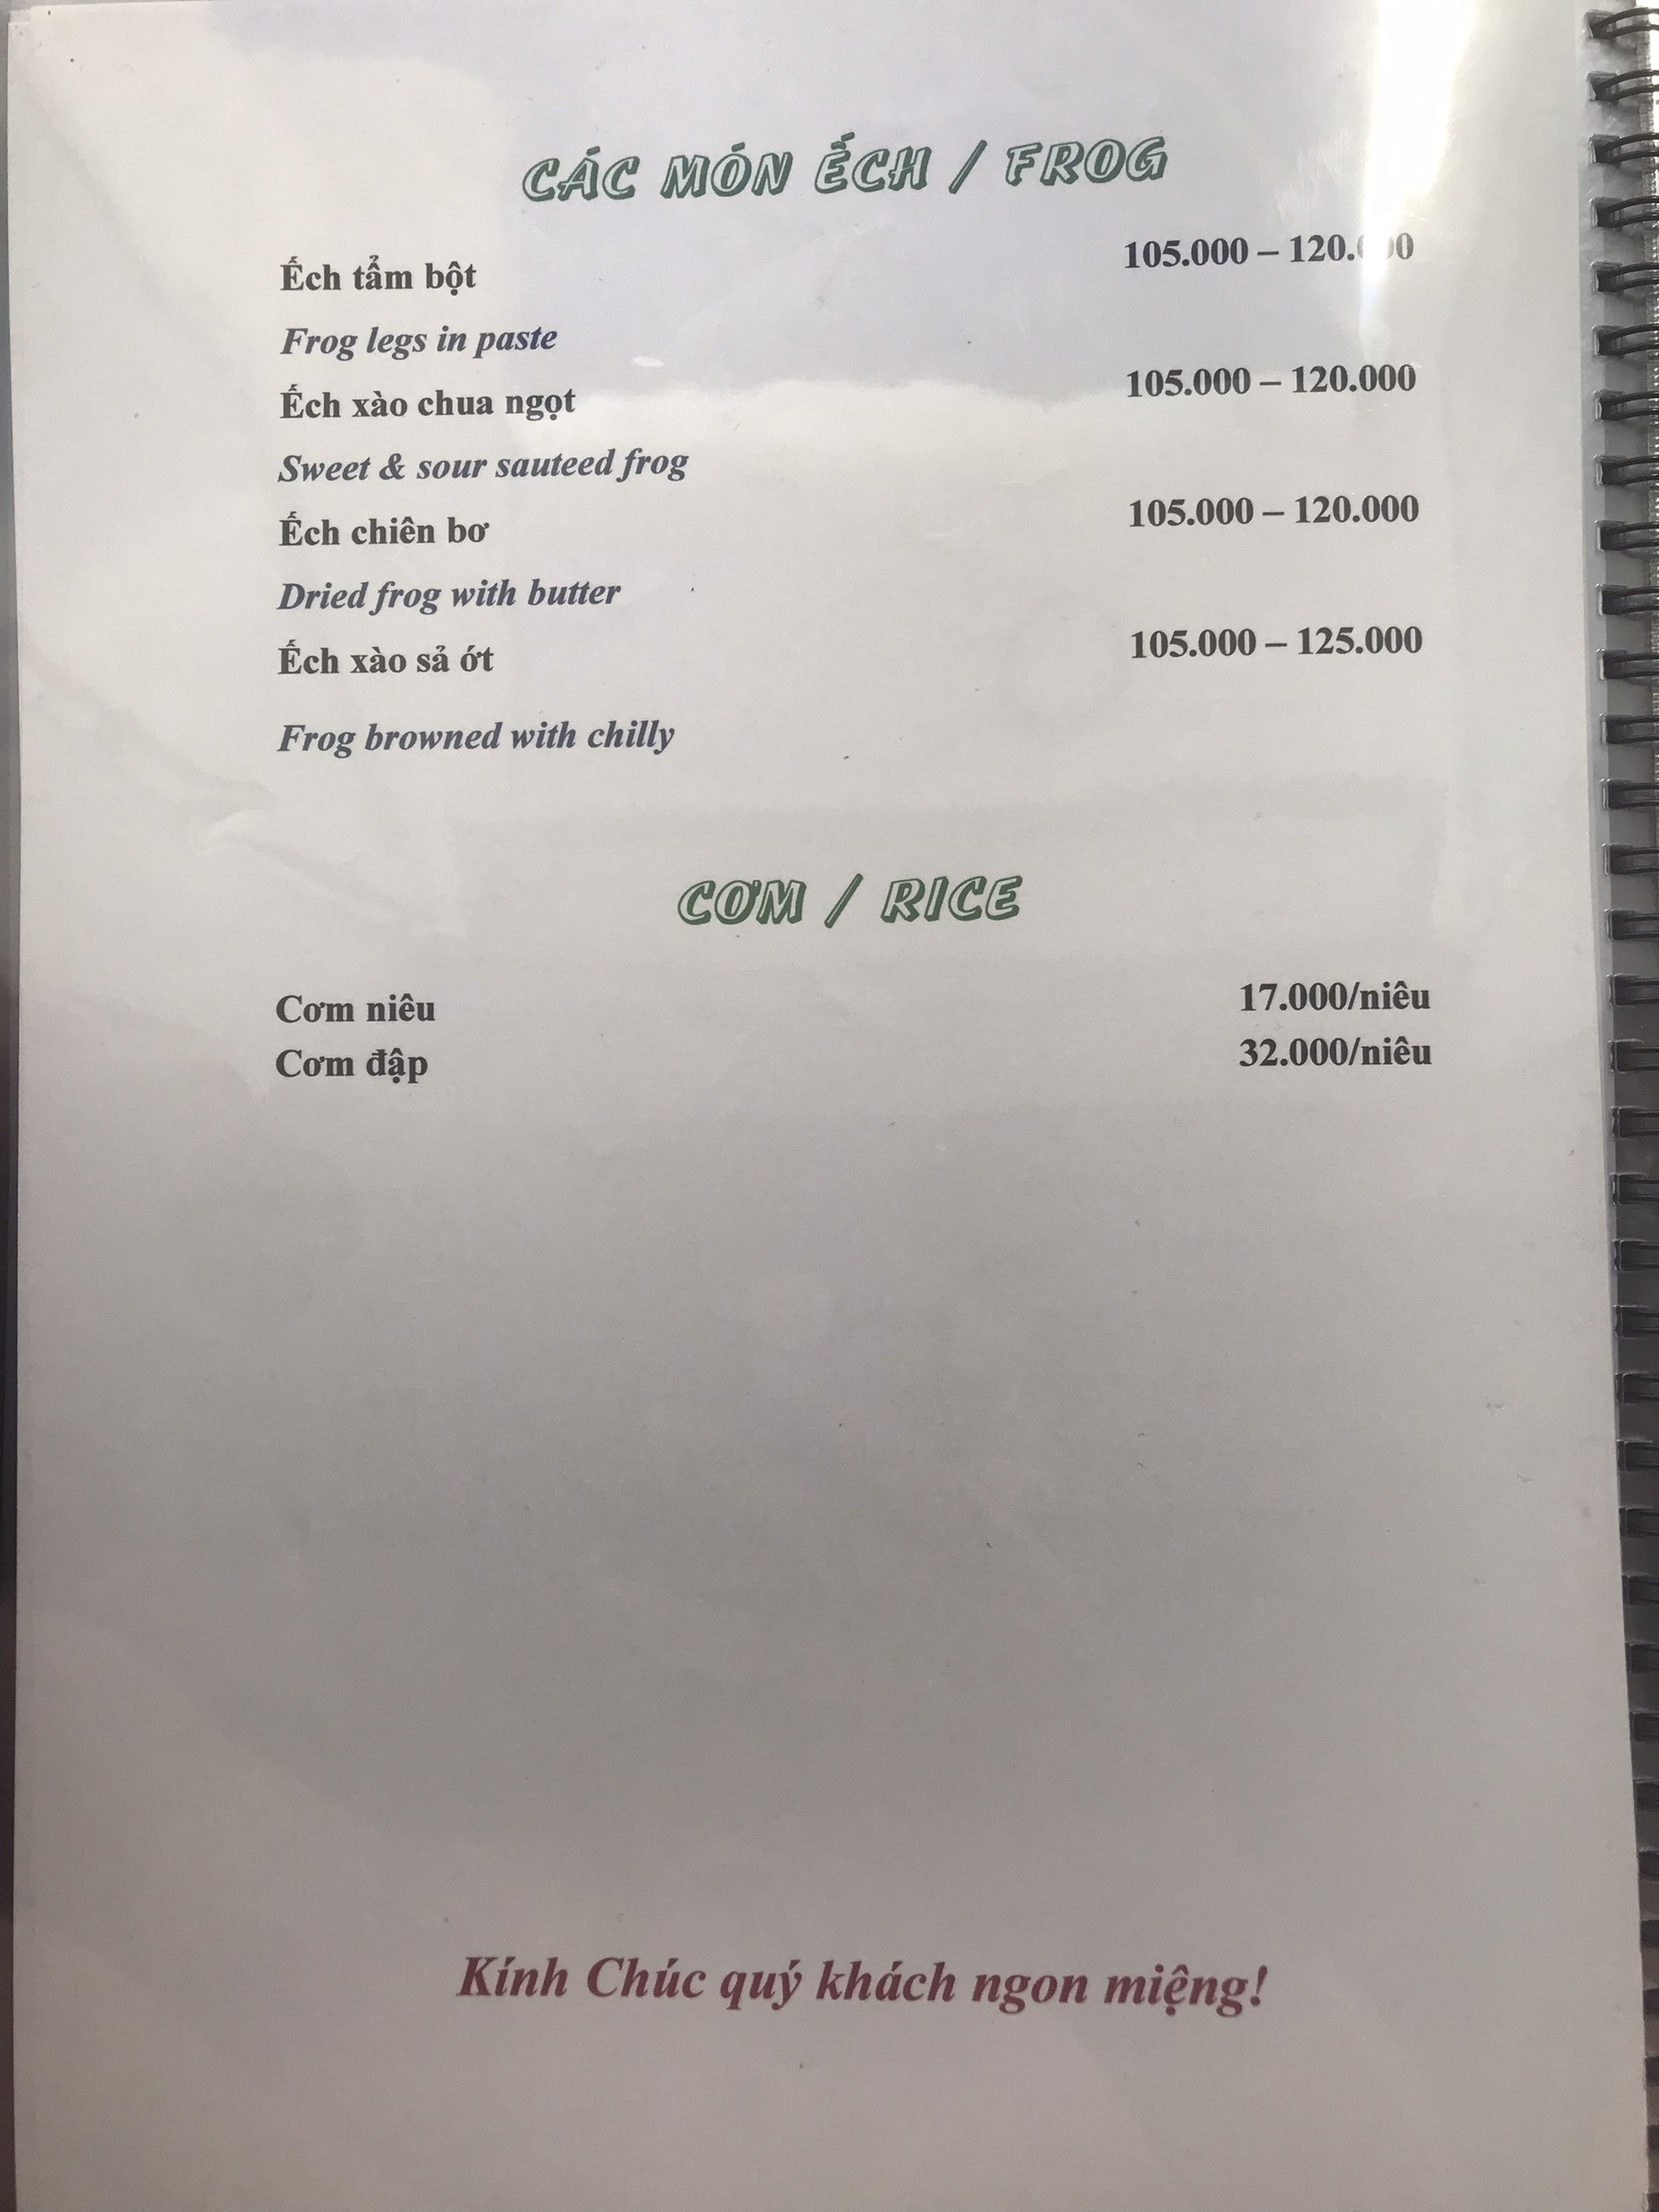 CÁC MÓN ẾCH / FROG
Ếch tẩm bột 105.000 – 120.
Frog legs in paste
Ếch xào chua ngọt 105.000 – 120.000
Sweet & sour sauteed frog
Ếch chiên bơ 105.000 – 120.000
Dried frog with butter
Ếch xào sả ớt 105.000 – 125.000
Frog browned with chilly
CƠM / RICE
Cơm niêu 17.000/niêu
Cơm đập 32.000/niêu
Kính Chúc quý khách ngon miệng!